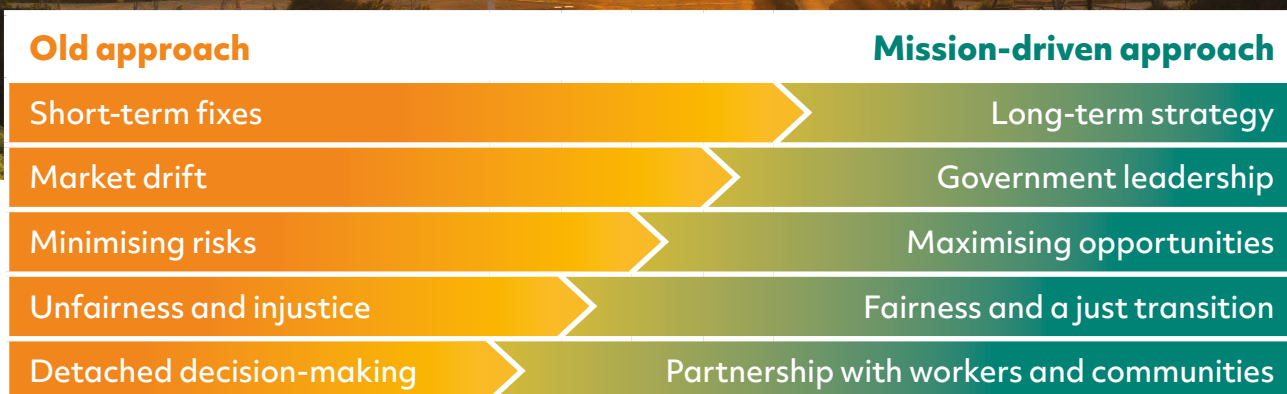 Old approach Mission-driven approach
Short-term fixes Long-term strategy
Market drift Government leadership
Minimising risks Maximising opportunities
Unfairness and injustice Fairness and a just transition
Detached decision-making Partnership with workers and communities